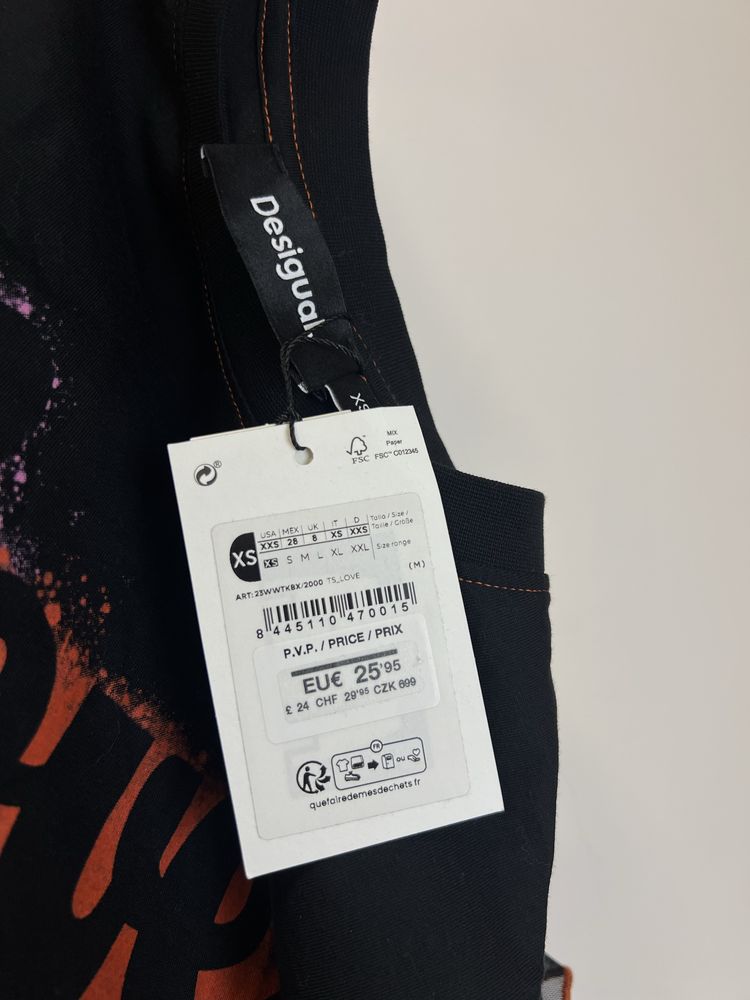 Desigual.
XS
MIX
Paper
FSC™ C012345
FSC
®
XS
USA MEX UK IT D Talla / Size /
XXS 28 8 XS XXS Taille / Größe
XS S M L XL XXL Size range
ART:23WWTKBX/2000 TS_LOVE (M)
8 445110 470015
P.V.P. / PRICE / PRIX
EU€ 25'95
£ 24 CHF 29'95 CZK 699
FR
OU
quefairedemesdechets.fr